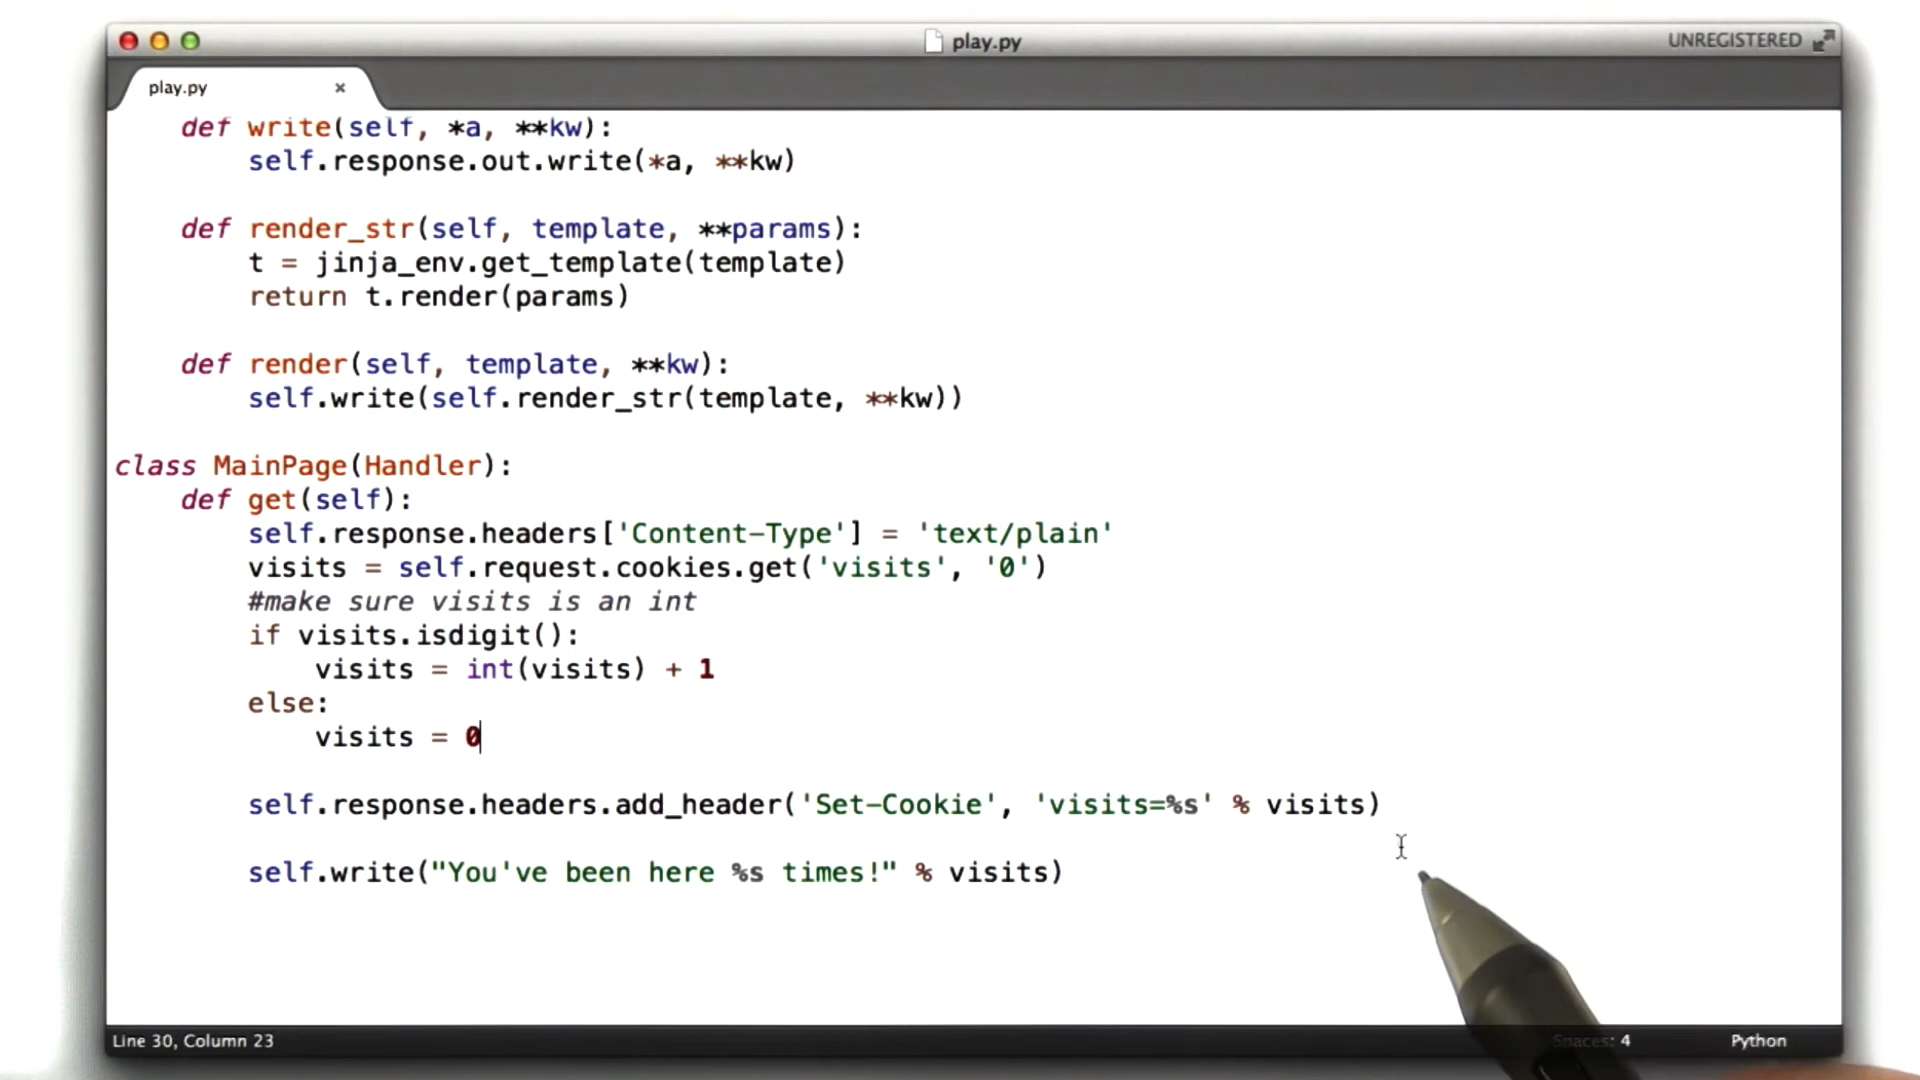 play.py
UNREGISTERED
play.py
def write(self, *a, **kw):
self.response.out.write(*a, **kw)
def render_str(self, template, **params):
t = jinja_env.get_template(template)
return t.render(params)
def render(self, template, **kw):
self.write(self.render_str(template, **kw))
class MainPage(Handler):
def get(self):
self.response.headers['Content-Type'] = 'text/plain'
visits = self.request.cookies.get('visits', '0')
#make sure visits is an int
if visits.isdigit():
visits = int(visits) + 1
else:
visits = 0
self.response.headers.add_header('Set-Cookie', 'visits=%s' % visits)
self.write("You've been here %s times!" % visits)
Line 30, Column 23
Spaces: 4
Python